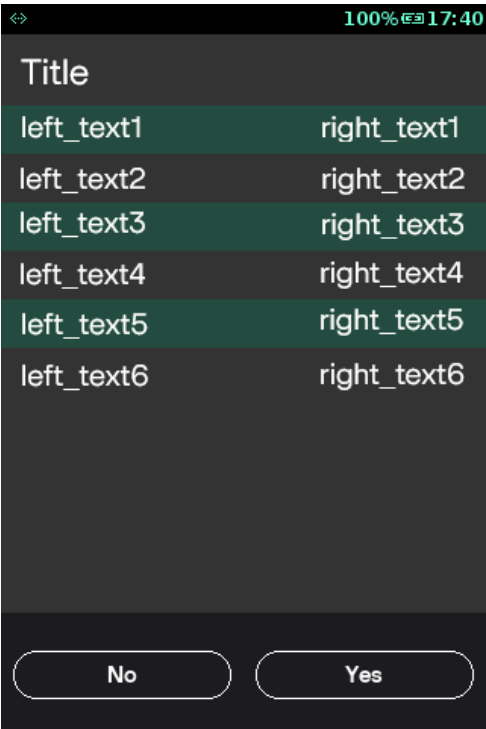 100% 17:40
Title
left_text1 right_text1
left_text2 right_text2
left_text3 right_text3
left_text4 right_text4
left_text5 right_text5
left_text6 right_text6
No Yes